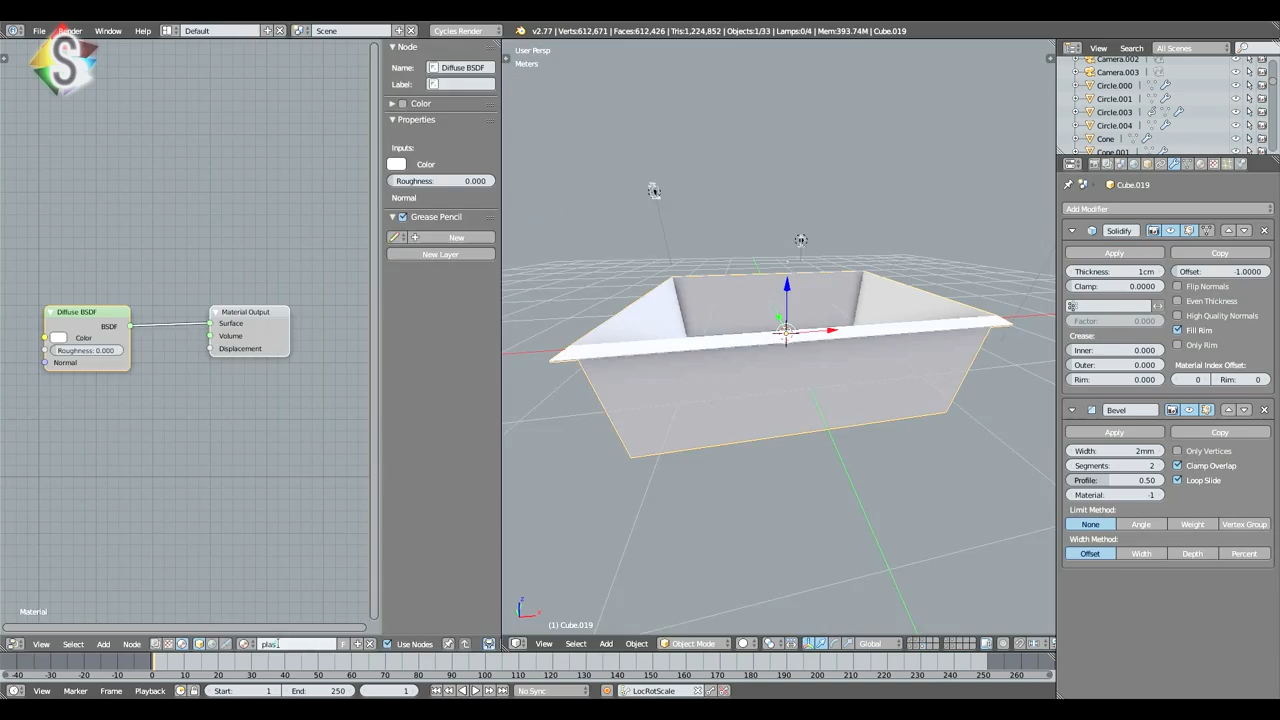 File Render Window Help Default Scene Cycles Render v2.77 | Verts:612,671 | Faces:612,426 | Tris:1,224,852 | Objects:1/33 | Lamps:0/4 | Mem:393.74M | Cube.019
S
Node
Name: Diffuse BSDF
Label:
Color
Properties
Inputs:
Color
Roughness: 0.000
Normal
Grease Pencil
New
New Layer
Diffuse BSDF
BSDF
Color
Roughness: 0.000
Normal
Material Output
Surface
Volume
Displacement
Material
View Select Add Node plas Use Nodes
User Persp
Meters
z
x
(1) Cube.019
View Select Add Object Object Mode Global
View Search All Scenes
Camera.002
Camera.003
Circle.000
Circle.001
Circle.003
Circle.004
Cone
Cone.001
Cube.019
Add Modifier
Solidify
Apply Copy
Thickness: 1cm Offset: -1.0000
Clamp: 0.0000 Flip Normals
Even Thickness
High Quality Normals
Factor: 0.000 Fill Rim
Crease: Only Rim
Inner: 0.000
Outer: 0.000 Material Index Offset:
Rim: 0.000 0 Rim: 0
Bevel
Apply Copy
Width: 2mm Only Vertices
Segments: 2 Clamp Overlap
Profile: 0.50 Loop Slide
Material: -1
Limit Method:
None Angle Weight Vertex Group
Width Method:
Offset Width Depth Percent
-40 -30 -20 -10 0 10 20 30 40 50 60 70 80 90 100 110 120 130 140 150 160 170 180 190 200 210 220 230 240 250 260
View Marker Frame Playback Start: 1 End: 250 1 No Sync LocRotScale